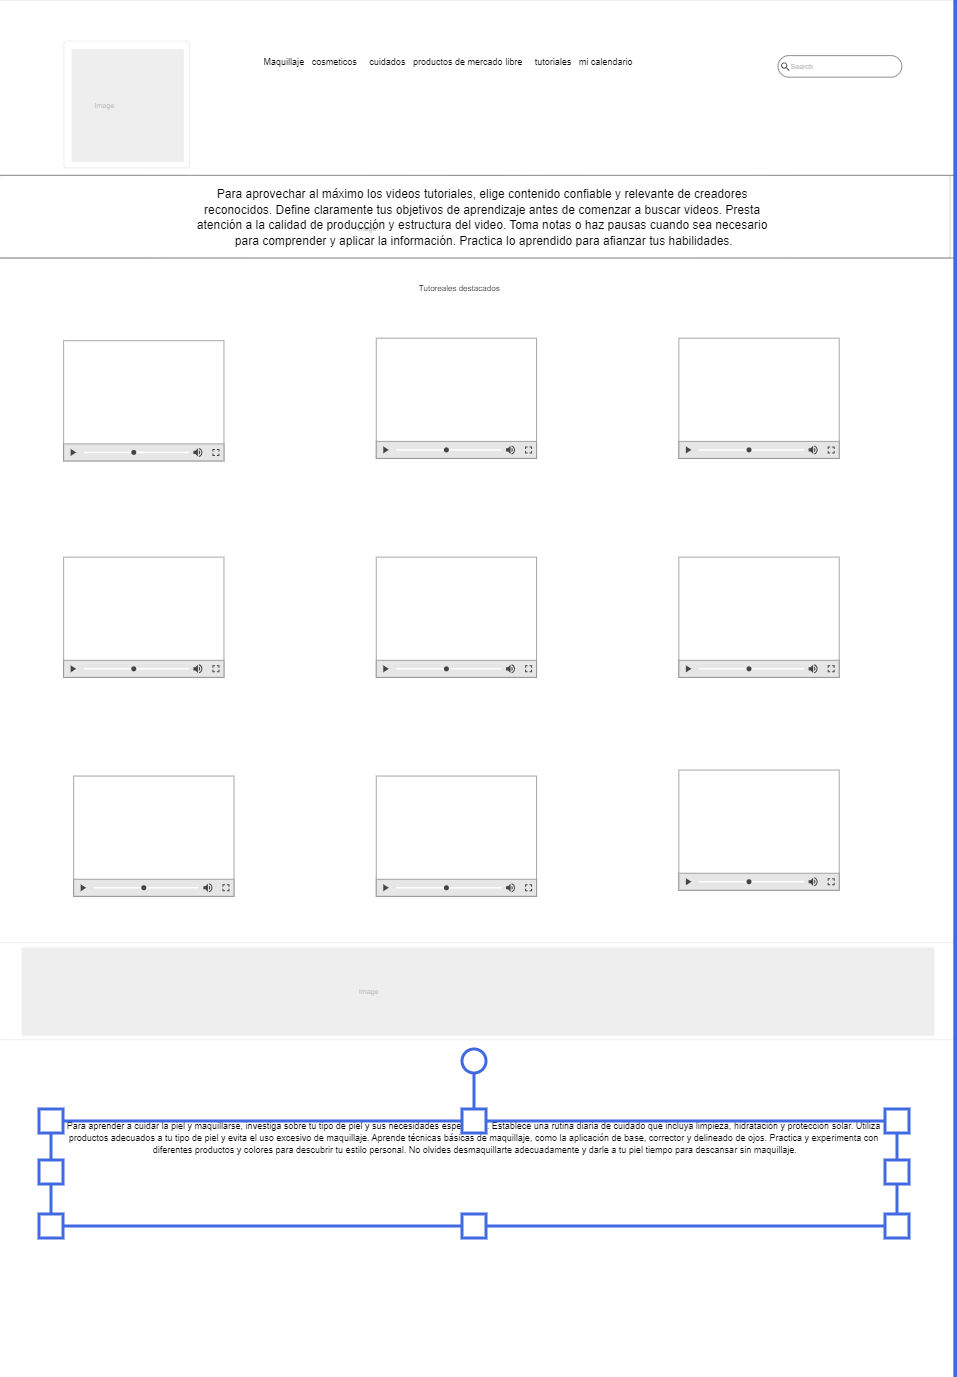 Maquillaje cosmeticos cuidados productos de mercado libre tutoriales mi calendario
Search
Image
Para aprovechar al máximo los videos tutoriales, elige contenido confiable y relevante de creadores
reconocidos. Define claramente tus objetivos de aprendizaje antes de comenzar a buscar videos. Presta
atención a la calidad de producción y estructura del video. Toma notas o haz pausas cuando sea necesario
para comprender y aplicar la información. Practica lo aprendido para afianzar tus habilidades.
Tutoreales destacados
Image
Para aprender a cuidar la piel y maquillarse, investiga sobre tu tipo de piel y sus necesidades Establece una rutina diaria de cuidado que incluya limpieza, hidratación y protección solar. Utiliza
productos adecuados a tu tipo de piel y evita el uso excesivo de maquillaje. Aprende técnicas básicas de maquillaje, como la aplicación de base, corrector y delineado de ojos. Practica y experimenta con
diferentes productos y colores para descubrir tu estilo personal. No olvides desmaquillarte adecuadamente y darle a tu piel tiempo para descansar sin maquillaje.